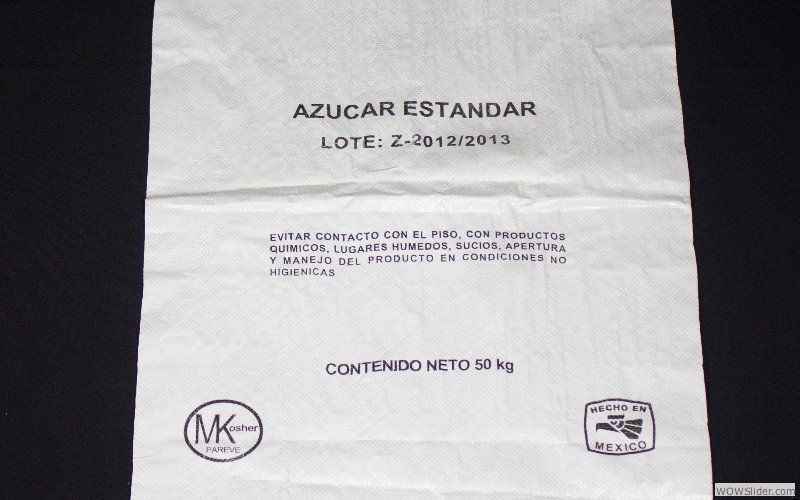 AZUCAR ESTANDAR
LOTE: Z-2012/2013
EVITAR CONTACTO CON EL PISO, CON PRODUCTOS
QUIMICOS, LUGARES HUMEDOS, SUCIOS, APERTURA
Y MANEJO DEL PRODUCTO EN CONDICIONES NO
HIGIENICAS
CONTENIDO NETO 50 kg
MKosher
PAREVE
HECHO EN
MEXICO
WOWSlider.com